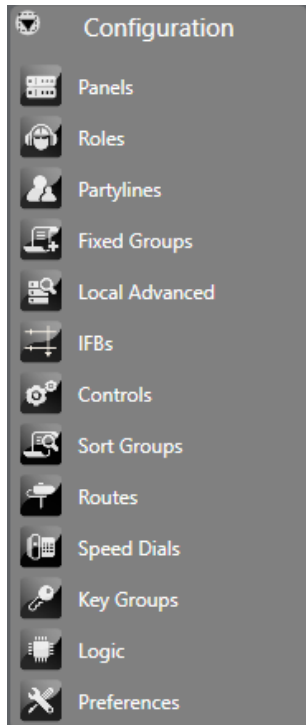 Configuration
Panels
Roles
Partylines
Fixed Groups
Local Advanced
IFBs
Controls
Sort Groups
Routes
Speed Dials
Key Groups
Logic
Preferences